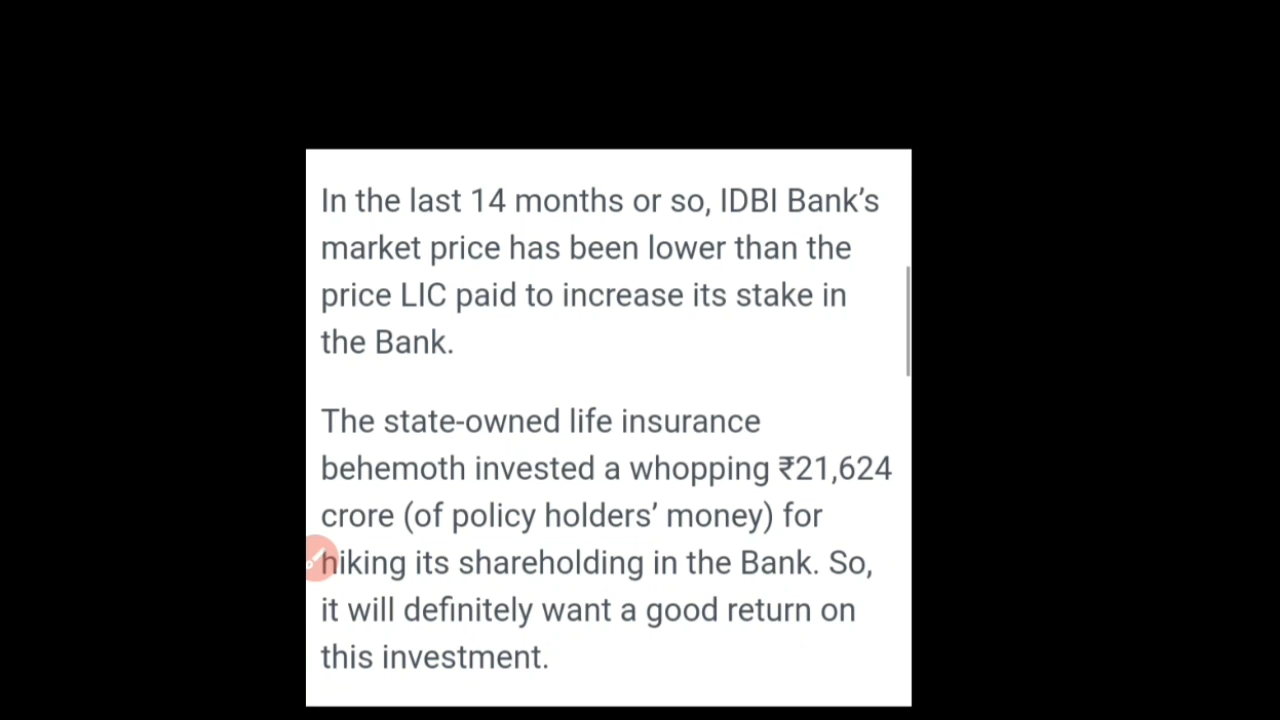 In the last 14 months or so, IDBI Bank’s
market price has been lower than the
price LIC paid to increase its stake in
the Bank.
The state-owned life insurance
behemoth invested a whopping ₹21,624
crore (of policy holders’ money) for
hiking its shareholding in the Bank. So,
it will definitely want a good return on
this investment.